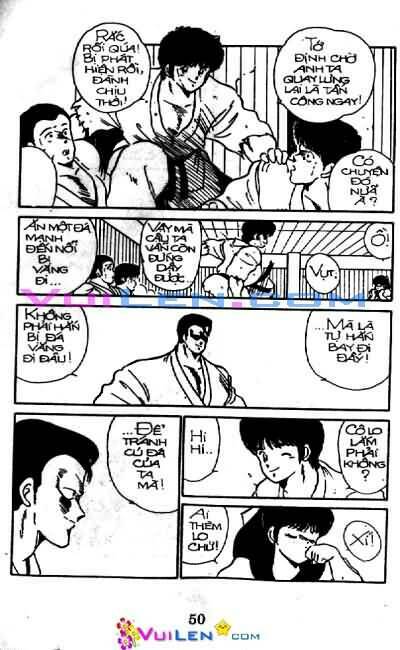 RẮC
RỐI QÚA!
BỊ PHÁT
HIỆN RỒI,
ĐÀNH
CHỊU
THÔI!
TỚ
ĐỊNH CHỜ
ANH TA
QUAY LƯNG
LẠI LÀ TẤN
CÔNG NGAY!
CÓ
CHUYỆN
ĐÓ
NỮA
À?
ĂN MỘT ĐÁ
MẠNH
ĐẾN NỖI
BỊ
VĂNG
ĐI...
VẬY MÀ
CẬU TA
VẪN CÒN
ĐỨNG
DẬY
ĐƯỢC
VỤT
Ồ!
VuiLen.com
KHÔNG
PHẢI HẮN
BỊ ĐÁ
VĂNG
ĐI ĐÂU!
...MÀ LÀ
TỰ HẮN
BAY ĐI
ĐẤY!
...ĐỂ
TRÁNH
CÚ ĐÁ
CỦA
TA
MÀ!
HI
HI..
CÔ LO
LẮM
PHẢI
KHÔNG?
AI
THÈM
LO
CHỨ!
XÍ!
50
VuiLen.com